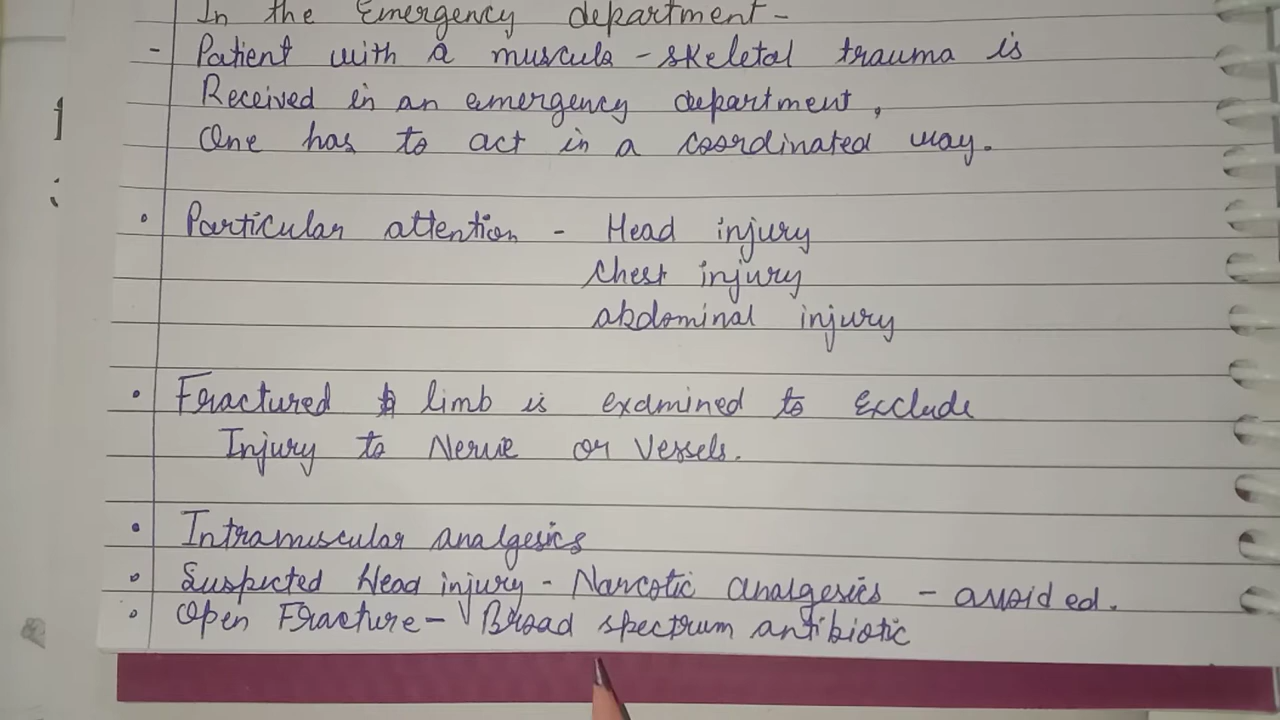 In the Emergency department -
- Patient with a musculo - skeletal trauma is
Received in an emergency department,
One has to act in a coordinated way.
• Particular attention - Head injury
Chest injury
abdominal injury
• Fractured limb is examined to Exclude
Injury to Nerve or Vessels.
• Intramuscular analgesics
• Suspected Head injury - Narcotic analgesics - avoided.
• Open Fracture - Broad spectrum antibiotic